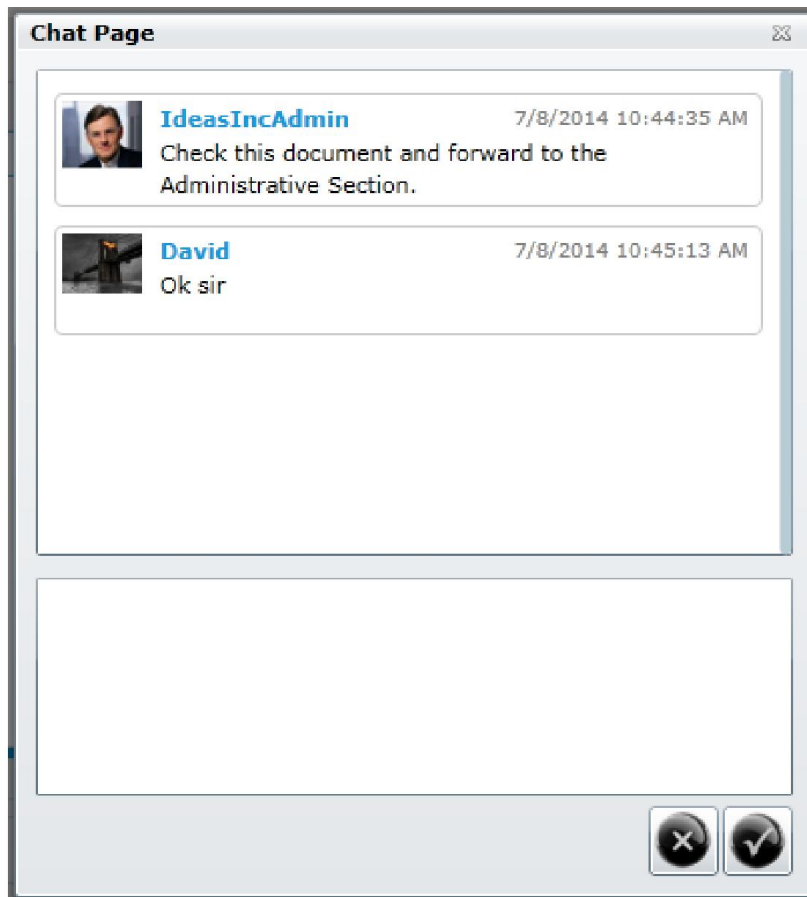 Chat Page
IdeasIncAdmin 7/8/2014 10:44:35 AM
Check this document and forward to the
Administrative Section.
David 7/8/2014 10:45:13 AM
Ok sir